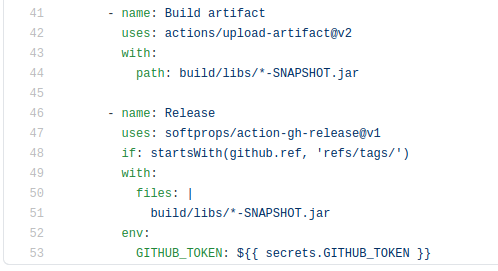 41 - name: Build artifact
42 uses: actions/upload-artifact@v2
43 with:
44 path: build/libs/*-SNAPSHOT.jar
45
46 - name: Release
47 uses: softprops/action-gh-release@v1
48 if: startsWith(github.ref, 'refs/tags/')
49 with:
50 files: |
51 build/libs/*-SNAPSHOT.jar
52 env:
53 GITHUB_TOKEN: ${{ secrets.GITHUB_TOKEN }}